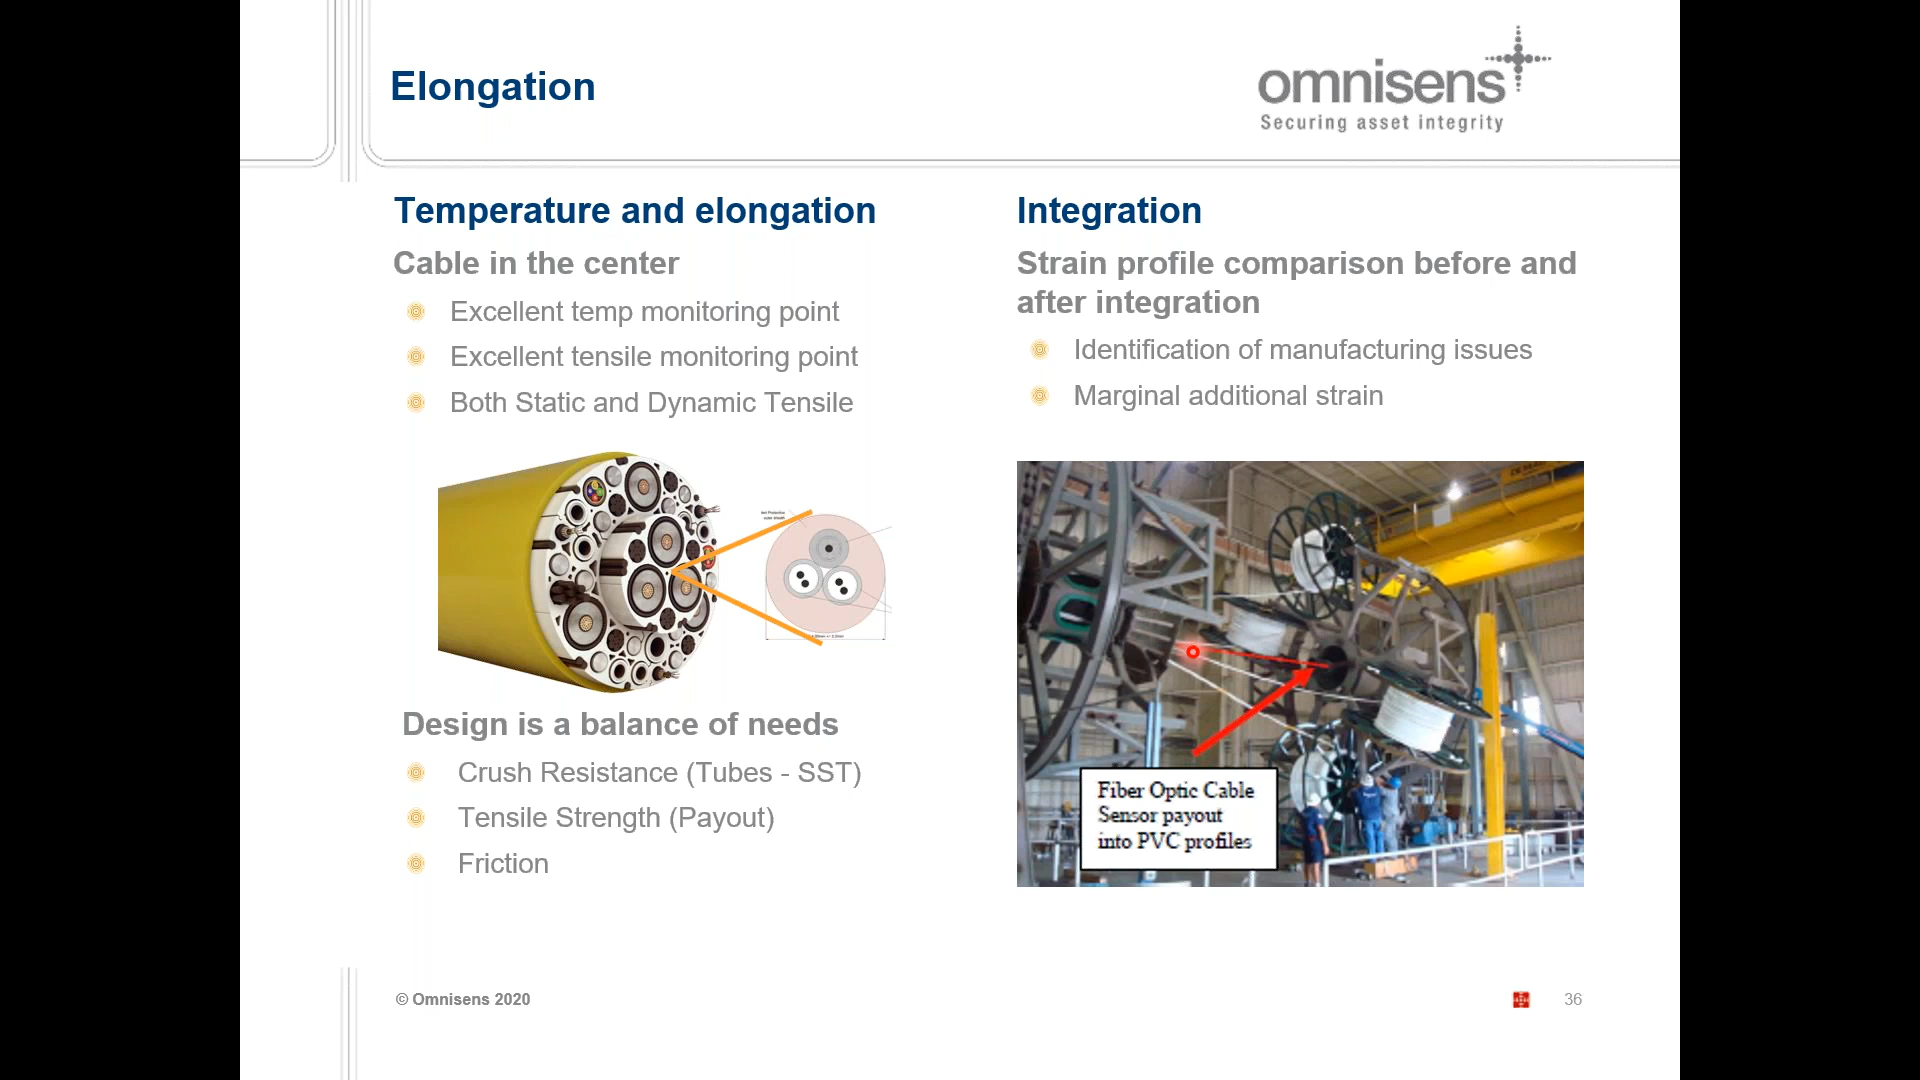 Elongation
omnisens
Securing asset integrity
Temperature and elongation
Cable in the center
Excellent temp monitoring point
Excellent tensile monitoring point
Both Static and Dynamic Tensile
Design is a balance of needs
Crush Resistance (Tubes - SST)
Tensile Strength (Payout)
Friction
Integration
Strain profile comparison before and
after integration
Identification of manufacturing issues
Marginal additional strain
Fiber Optic Cable
Sensor payout
into PVC profiles
© Omnisens 2020
36